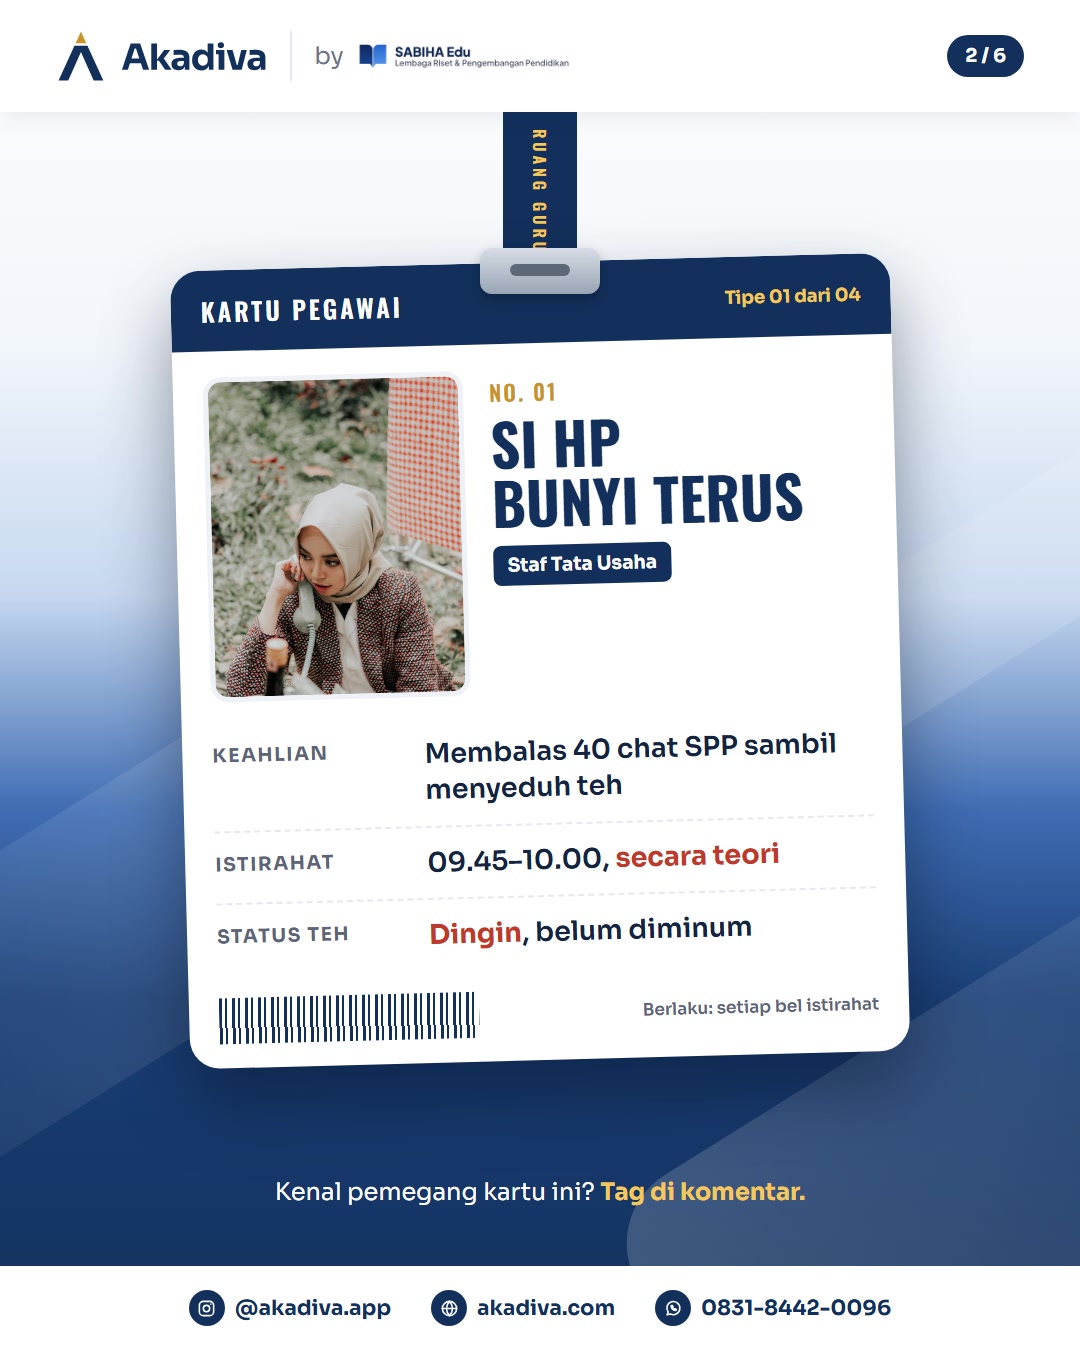 Akadiva
by
SABIHA Edu
Lembaga Riset & Pengembangan Pendidikan
2/6
RUANG GURU
KARTU PEGAWAI
Tipe 01 dari 04
NO. 01
SI HP
BUNYI TERUS
Staf Tata Usaha
KEAHLIAN
Membalas 40 chat SPP sambil
menyeduh teh
ISTIRAHAT
09.45–10.00, secara teori
STATUS TEH
Dingin, belum diminum
Berlaku: setiap bel istirahat
Kenal pemegang kartu ini? Tag di komentar.
@akadiva.app
akadiva.com
0831-8442-0096